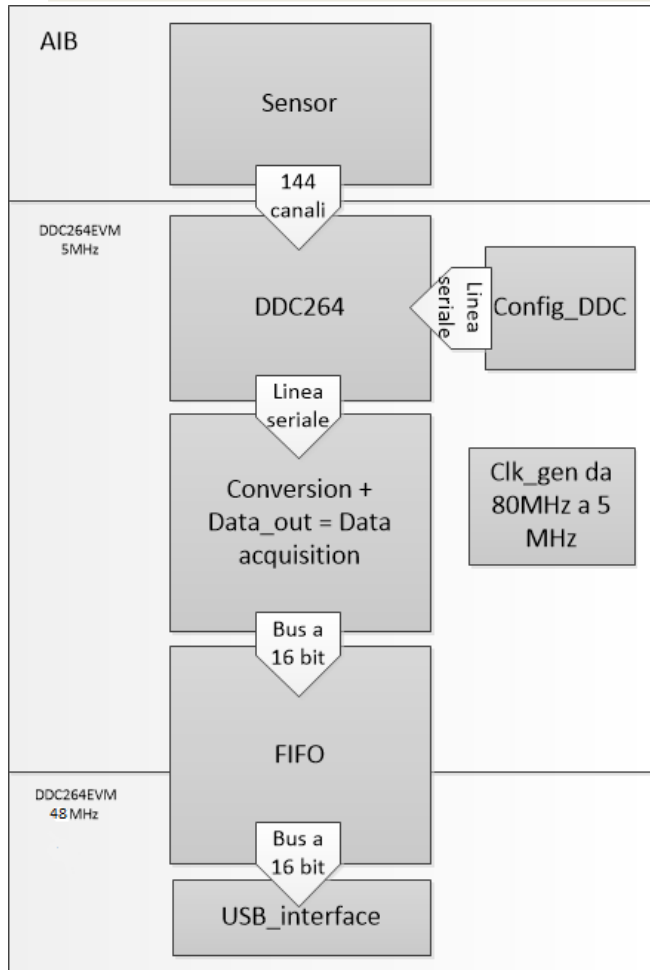 AIB
Sensor
144
canali
DDC264EVM
5MHz
DDC264
Linea
seriale
Config_DDC
Linea
seriale
Conversion +
Data_out = Data
acquisition
Clk_gen da
80MHz a 5
MHz
Bus a
16 bit
FIFO
DDC264EVM
48 MHz
Bus a
16 bit
USB_interface